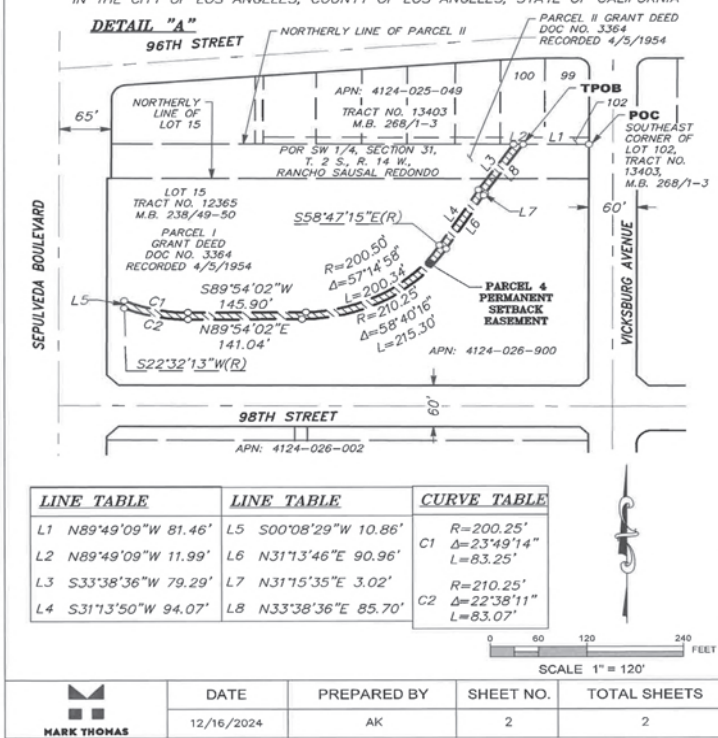 IN THE CITY OF LOS ANGELES, COUNTY OF LOS ANGELES, STATE OF CALIFORNIA
DETAIL "A"
96TH STREET
NORTHERLY LINE OF PARCEL II
PARCEL II GRANT DEED
DOC NO. 3364
RECORDED 4/5/1954
65'
NORTHERLY
LINE OF
LOT 15
APN: 4124-025-049
TRACT NO. 13403
M.B. 268/1-3
100
99
TPOB
102
POC
SOUTHEAST
CORNER OF
LOT 102,
TRACT NO.
13403,
M.B. 268/1-3
L2
L1
POR SW 1/4, SECTION 31,
T. 2 S., R. 14 W.,
RANCHO SAUSAL REDONDO
L3
L8
LOT 15
TRACT NO. 12365
M.B. 238/49-50
PARCEL I
GRANT DEED
DOC NO. 3364
RECORDED 4/5/1954
S58°47'15"E(R)
L4
L6
L7
60'
SEPULVEDA BOULEVARD
VICKSBURG AVENUE
R=200.50'
Δ=57°14'58"
L=200.34'
R=210.25'
Δ=58°40'16"
L=215.30'
S89°54'02"W
145.90'
N89°54'02"E
141.04'
L5
C1
C2
S22°32'13"W(R)
PARCEL 4
PERMANENT
SETBACK
EASEMENT
APN: 4124-026-900
98TH STREET
60'
APN: 4124-026-002
LINE TABLE
L1 N89°49'09"W 81.46'
L2 N89°49'09"W 11.99'
L3 S33°38'36"W 79.29'
L4 S31°13'50"W 94.07'
LINE TABLE
L5 S00°08'29"W 10.86'
L6 N31°13'46"E 90.96'
L7 N31°15'35"E 3.02'
L8 N33°38'36"E 85.70'
CURVE TABLE
R=200.25'
C1 Δ=23°49'14"
L=83.25'
R=210.25'
C2 Δ=22°38'11"
L=83.07'
0 60 120 240
FEET
SCALE 1" = 120'
MARK THOMAS
DATE PREPARED BY SHEET NO. TOTAL SHEETS
12/16/2024 AK 2 2